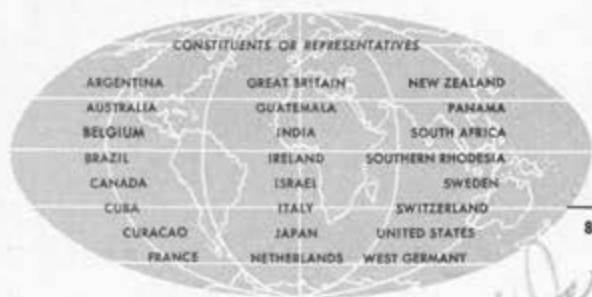 CONSTITUENTS OR REPRESENTATIVES
ARGENTINA GREAT BRITAIN NEW ZEALAND
AUSTRALIA GUATEMALA PANAMA
BELGIUM INDIA SOUTH AFRICA
BRAZIL IRELAND SOUTHERN RHODESIA
CANADA ISRAEL SWEDEN
CUBA ITALY SWITZERLAND
CURACAO JAPAN UNITED STATES
FRANCE NETHERLANDS WEST GERMANY
8